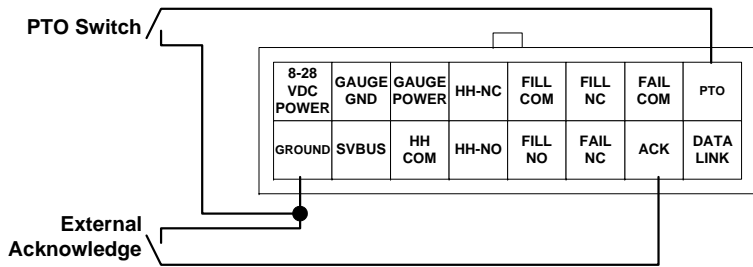 PTO Switch
8-28
VDC
POWER
GAUGE
GND
GAUGE
POWER
HH-NC
FILL
COM
FILL
NC
FAIL
COM
PTO
GROUND
SVBUS
HH
COM
HH-NO
FILL
NO
FAIL
NC
ACK
DATA
LINK
External
Acknowledge